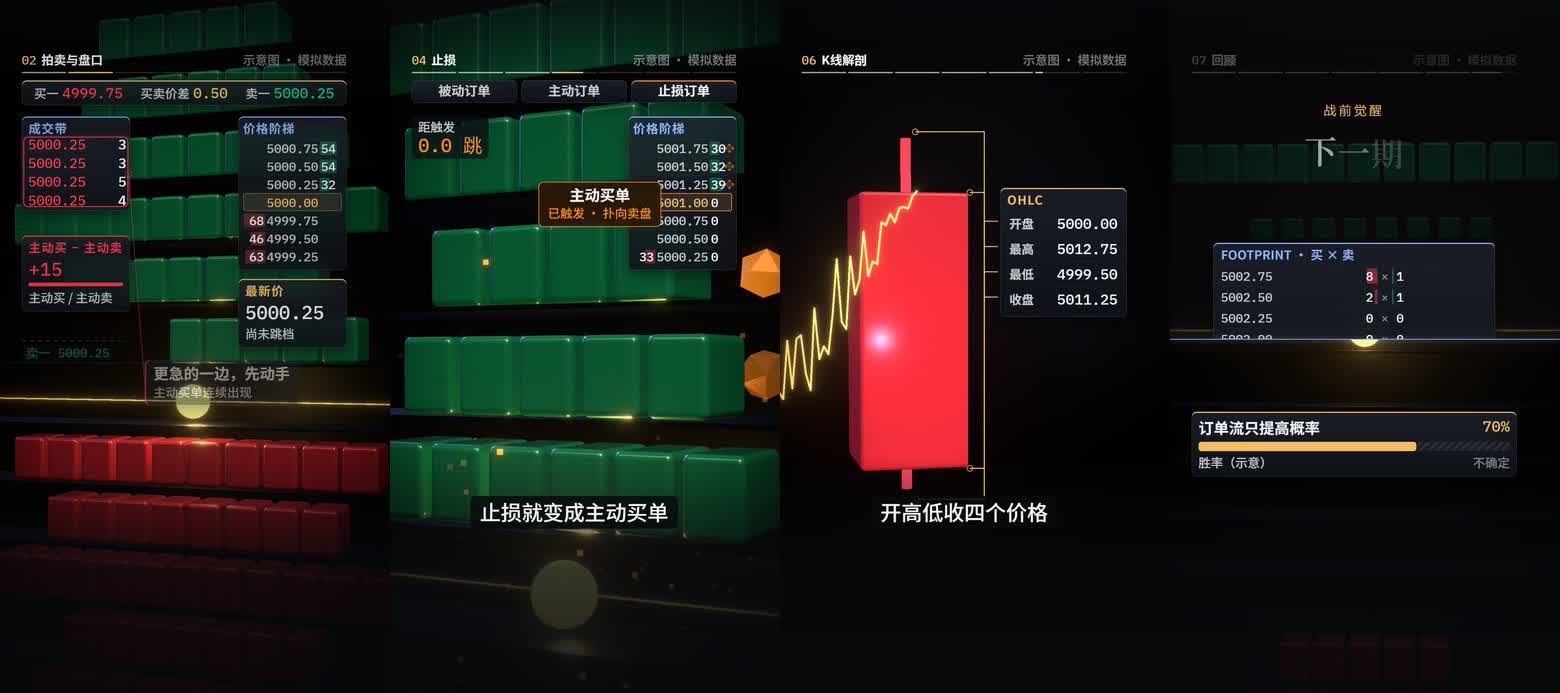 02 拍卖与盘口
示意图 · 模拟数据
买一 4999.75 买卖价差 0.50 卖一 5000.25
成交带
5000.25 3
5000.25 3
5000.25 5
5000.25 4
价格阶梯
5000.75 54
5000.50 54
5000.25 32
5000.00
68 4999.75
46 4999.50
63 4999.25
主动买 - 主动卖
+15
主动买 / 主动卖
最新价
5000.25
尚未跳档
卖一 5000.25
更急的一边，先动手
主动买单连续出现
04 止损
示意图 · 模拟数据
被动订单
主动订单
止损订单
距触发
0.0 跳
价格阶梯
5001.75 30
5001.50 32
5001.25 39
5001.00 0
5000.75 0
5000.50 0
33 5000.25 0
主动买单
已触发 · 扑向卖盘
止损就变成主动买单
06 K线解剖
示意图 · 模拟数据
OHLC
开盘 5000.00
最高 5012.75
最低 4999.50
收盘 5011.25
开高低收四个价格
07 回顾
示意图 · 模拟数据
战前觉醒
下一期
FOOTPRINT · 买 × 卖
5002.75 8 × 1
5002.50 2 × 1
5002.25 0 × 0
5002.00 0 × 0
订单流只提高概率 70%
胜率（示意） 不确定